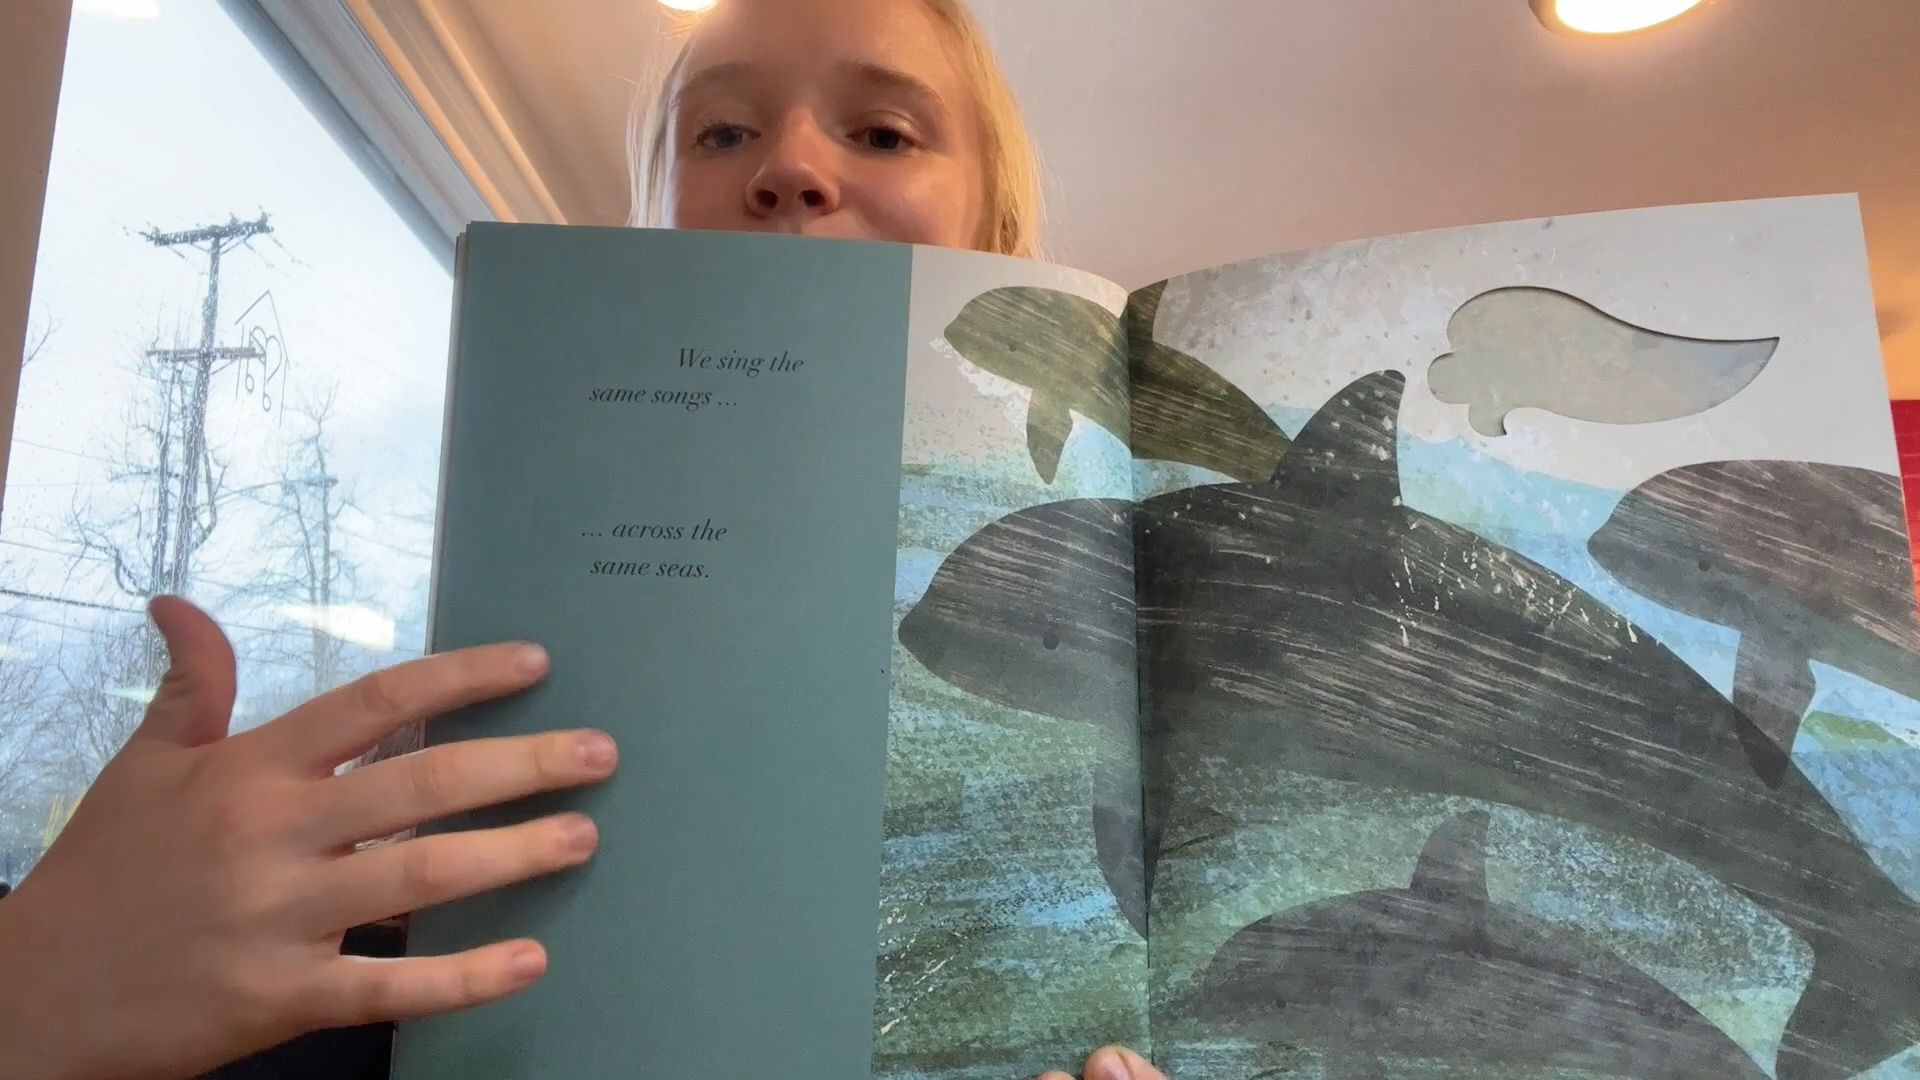 We sing the
same songs ...
... across the
same seas.